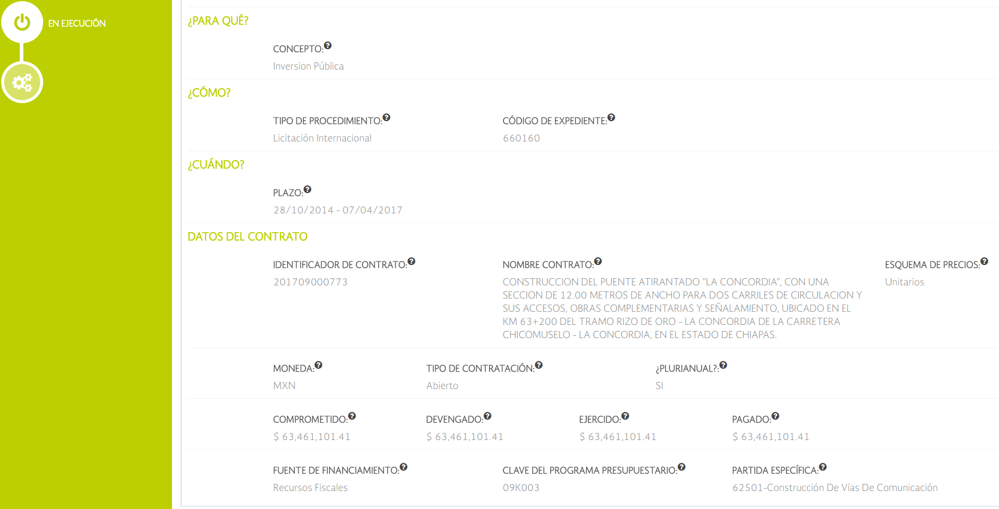 EN EJECUCIÓN
¿PARA QUÉ?
CONCEPTO:
Inversion Pública
¿CÓMO?
TIPO DE PROCEDIMIENTO: CÓDIGO DE EXPEDIENTE:
Licitación Internacional 660160
¿CUÁNDO?
PLAZO:
28/10/2014 - 07/04/2017
DATOS DEL CONTRATO
IDENTIFICADOR DE CONTRATO: NOMBRE CONTRATO: ESQUEMA DE PRECIOS:
201709000773 CONSTRUCCION DEL PUENTE ATIRANTADO "LA CONCORDIA", CON UNA Unitarios
SECCION DE 12.00 METROS DE ANCHO PARA DOS CARRILES DE CIRCULACION Y
SUS ACCESOS, OBRAS COMPLEMENTARIAS Y SEÑALAMIENTO, UBICADO EN EL
KM 63+200 DEL TRAMO RIZO DE ORO - LA CONCORDIA DE LA CARRETERA
CHICOMUSELO - LA CONCORDIA, EN EL ESTADO DE CHIAPAS.
MONEDA: TIPO DE CONTRATACIÓN: ¿PLURIANUAL?:
MXN Abierto SI
COMPROMETIDO: DEVENGADO: EJERCIDO: PAGADO:
$ 63,461,101.41 $ 63,461,101.41 $ 63,461,101.41 $ 63,461,101.41
FUENTE DE FINANCIAMIENTO: CLAVE DEL PROGRAMA PRESUPUESTARIO: PARTIDA ESPECÍFICA:
Recursos Fiscales 09K003 62501-Construcción De Vías De Comunicación